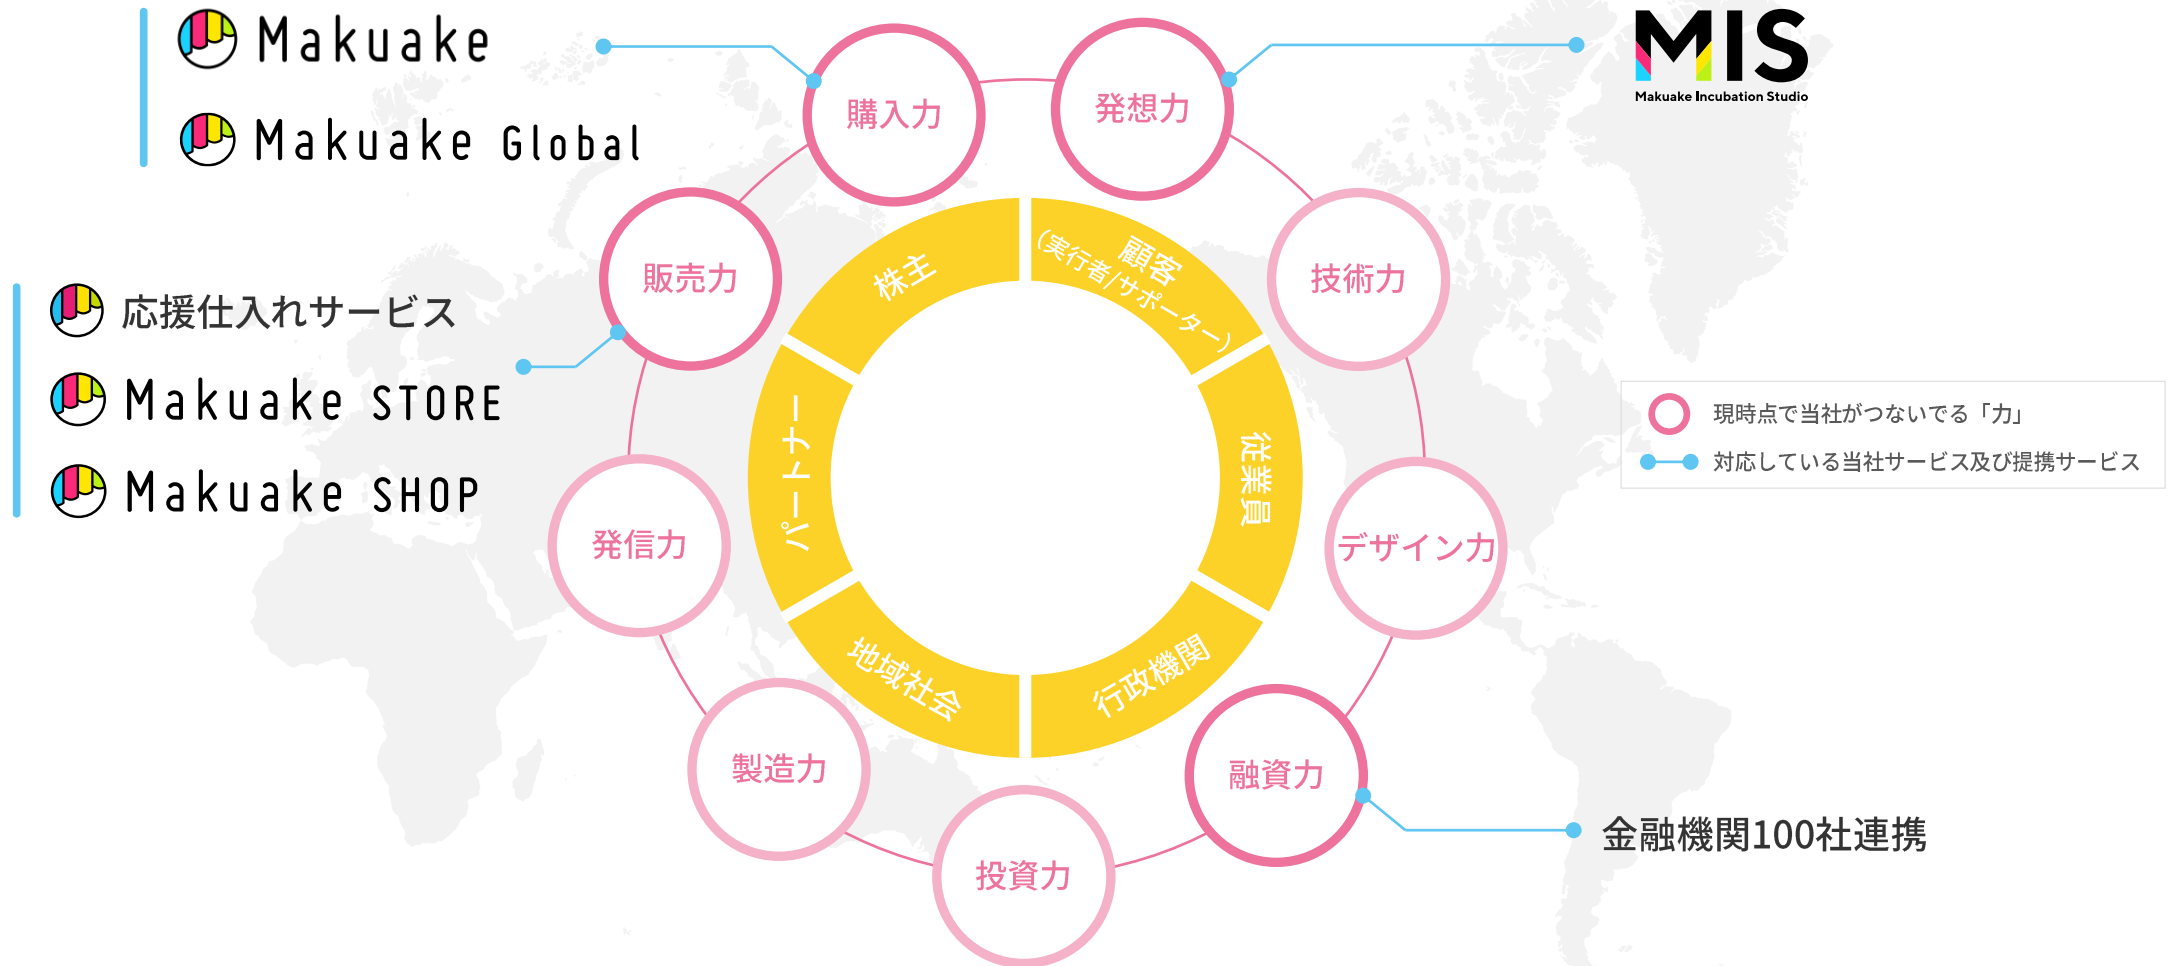 Makuake
Makuake Global
応援仕入れサービス
Makuake STORE
Makuake SHOP
MIS
Makuake Incubation Studio
購入力
発想力
販売力
技術力
発信力
デザイン力
製造力
投資力
融資力
株主
顧客
（実行者/サポーター）
パートナー
従業員
地域社会
行政機関
現時点で当社がつないでる「力」
対応している当社サービス及び提携サービス
金融機関100社連携